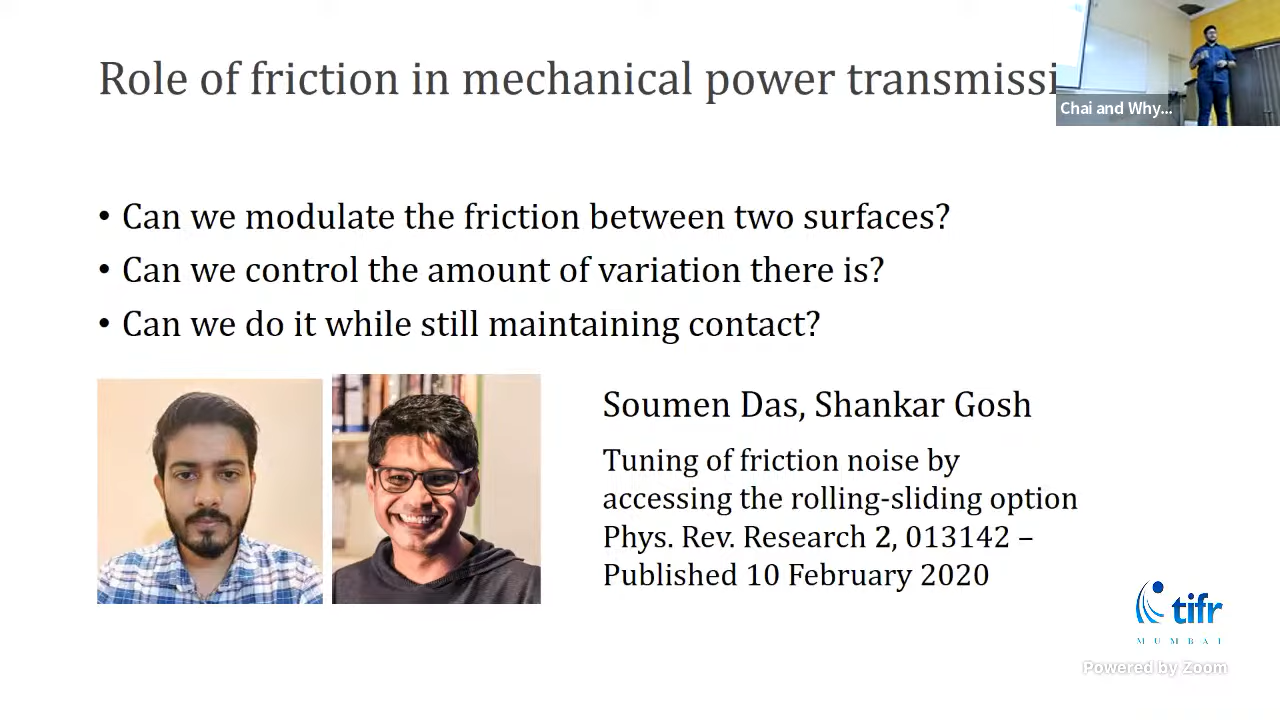 Role of friction in mechanical power transmissi
Chai and Why...
• Can we modulate the friction between two surfaces?
• Can we control the amount of variation there is?
• Can we do it while still maintaining contact?
Soumen Das, Shankar Gosh
Tuning of friction noise by
accessing the rolling-sliding option
Phys. Rev. Research 2, 013142 –
Published 10 February 2020
tifr
MUMBAI
Powered by Zoom